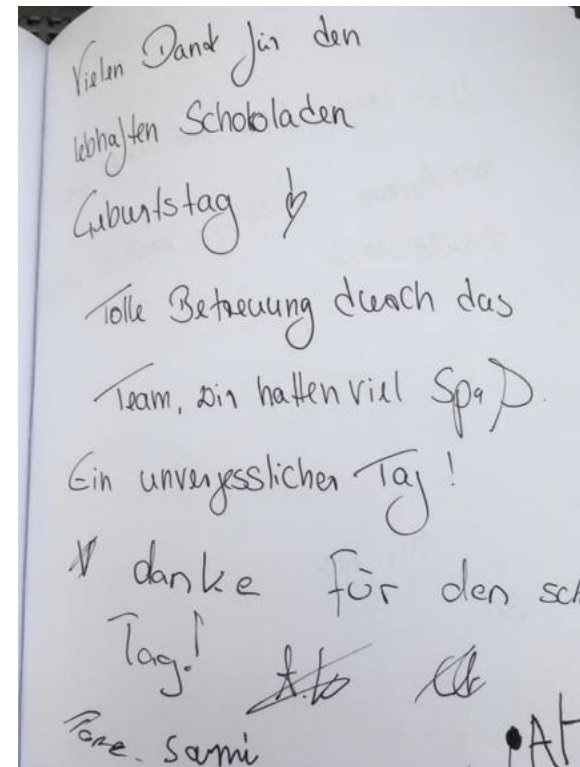 Vielen Dank für den
lebhaften Schokoladen
Geburtstag
Tolle Betreuung durch das
Team, wir hatten viel Spaß.
Ein unvergesslicher Tag!
danke für den sch
Tag!
Sami